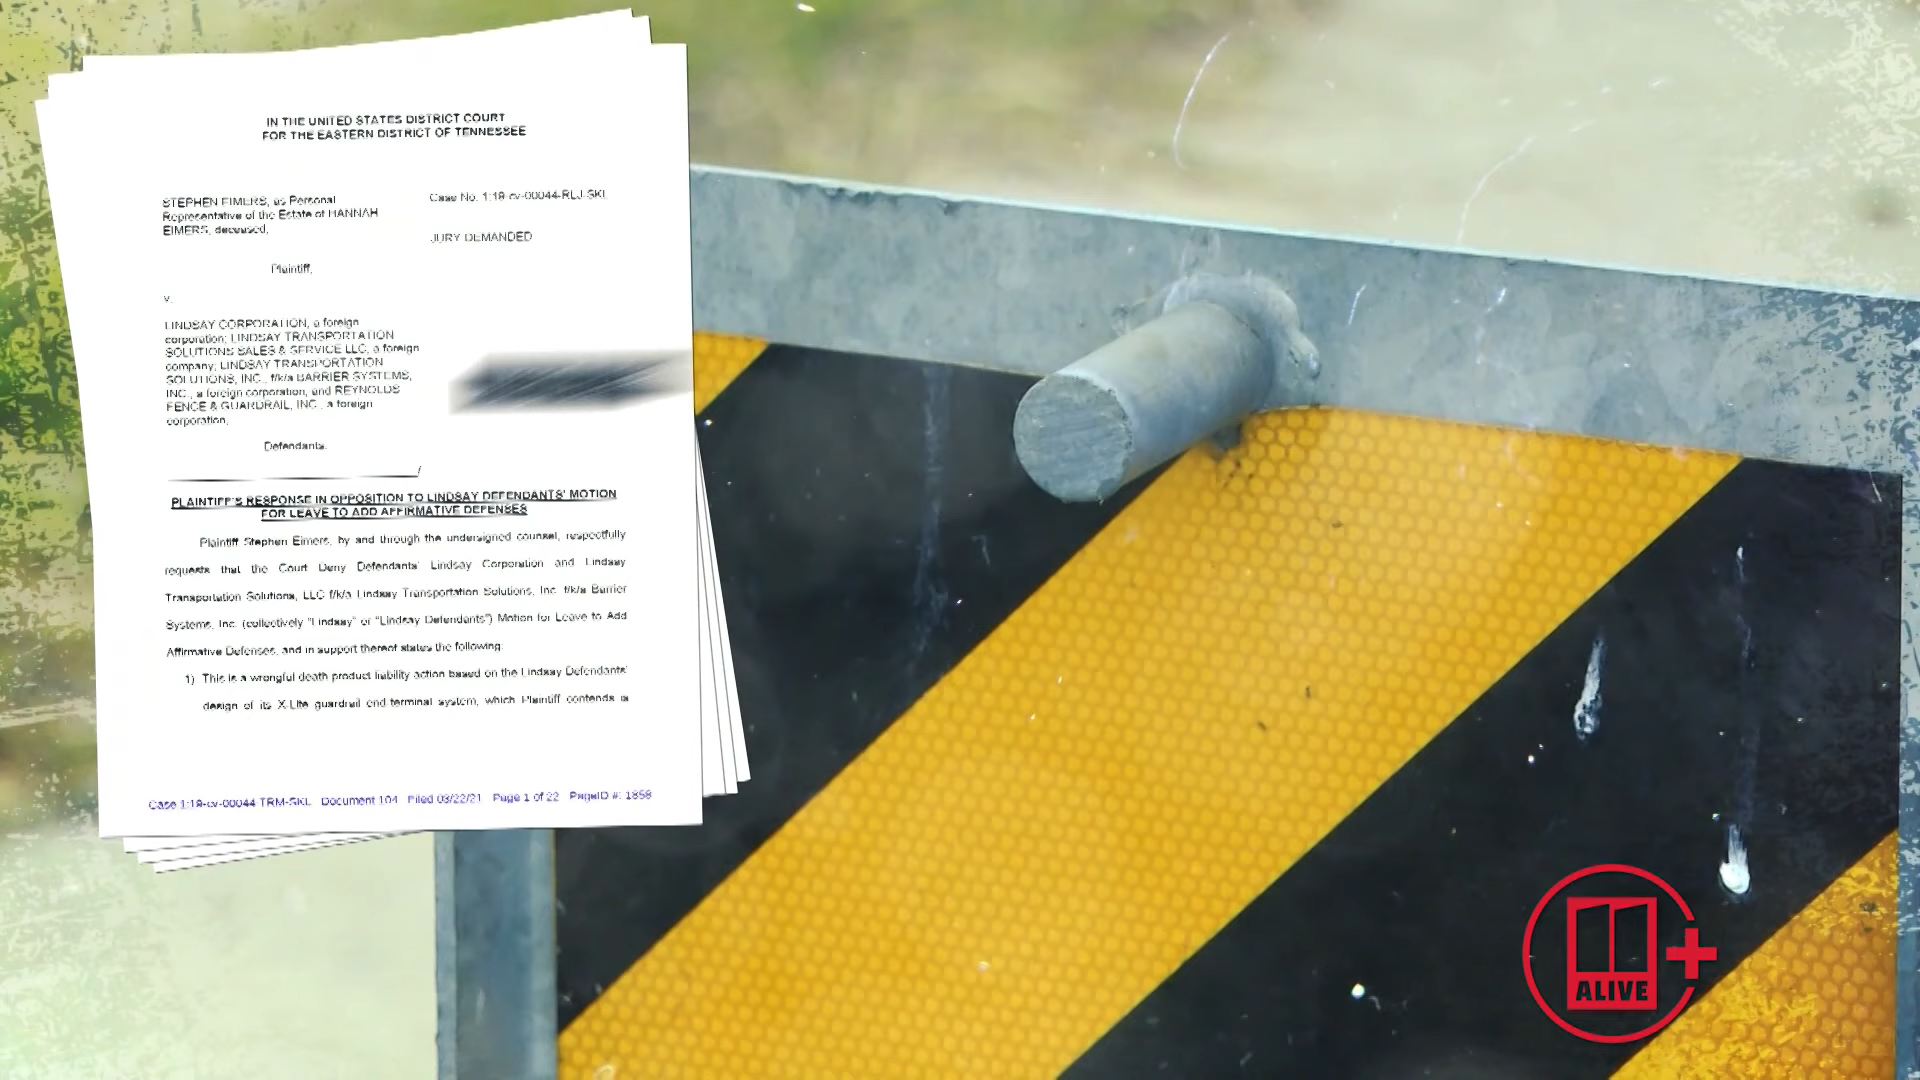 IN THE UNITED STATES DISTRICT COURT
FOR THE EASTERN DISTRICT OF TENNESSEE
STEPHEN EIMERS, as Personal
Representative of the Estate of HANNAH
EIMERS, deceased,
Case No. 1:19-cv-00044-RLJ-SKL
JURY DEMANDED
Plaintiff,
v.
LINDSAY CORPORATION, a foreign
corporation; LINDSAY TRANSPORTATION
SOLUTIONS SALES & SERVICE LLC, a foreign
company; LINDSAY TRANSPORTATION
SOLUTIONS, INC., f/k/a BARRIER SYSTEMS,
INC., a foreign corporation, and REYNOLDS
FENCE & GUARDRAIL, INC., a foreign
corporation,
Defendants.
/
PLAINTIFF'S RESPONSE IN OPPOSITION TO LINDSAY DEFENDANTS' MOTION
FOR LEAVE TO ADD AFFIRMATIVE DEFENSES
Plaintiff Stephen Eimers, by and through the undersigned counsel, respectfully
requests that the Court Deny Defendants' Lindsay Corporation and Lindsay
Transportation Solutions, LLC f/k/a Lindsay Transportation Solutions, Inc. f/k/a Barrier
Systems, Inc. (collectively "Lindsay" or "Lindsay Defendants") Motion for Leave to Add
Affirmative Defenses, and in support thereof states the following:
1) This is a wrongful death product liability action based on the Lindsay Defendants'
design of its X-Lite guardrail end terminal system, which Plaintiff contends is
Case 1:19-cv-00044-TRM-SKL Document 104 Filed 03/22/21 Page 1 of 22 PageID #: 1858
11
ALIVE
+